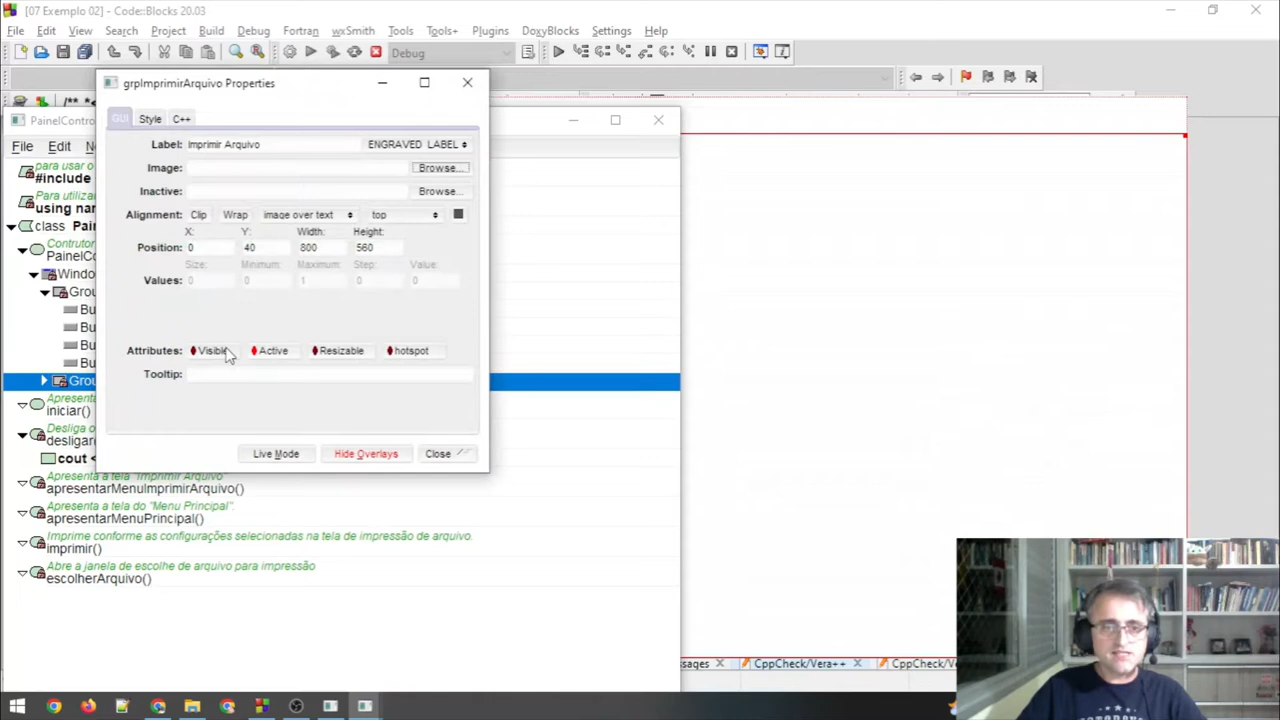 [07 Exemplo 02] - Code::Blocks 20.03
File Edit View Search Project Build Debug Fortran wxSmith Tools Tools+ Plugins DoxyBlocks Settings Help
Debug
/** *
grpImprimirArquivo Properties
GUI Style C++
Label: Imprimir Arquivo ENGRAVED_LABEL
Image: Browse...
Inactive: Browse...
Alignment: Clip Wrap image over text top
X: Y: Width: Height:
Position: 0 40 800 560
Size: Minimum: Maximum: Step: Value:
Values: 0 0 1 0 0
Attributes: Visible Active Resizable hotspot
Tooltip:
Live Mode Hide Overlays Close
PainelContro
File Edit
para usar o
#include
Para utiliza
using nar
class Pai
Contrutor
PainelCo
Windo
Grou
Bu
Bu
Bu
Bu
Grou
Apresenta
iniciar()
Desliga o
desligar(
cout <
Apresenta a tela "Imprimir Arquivo"
apresentarMenuImprimirArquivo()
Apresenta a tela do "Menu Principal".
apresentarMenuPrincipal()
Imprime conforme as configurações selecionadas na tela de impressão de arquivo.
imprimir()
Abre a janela de escolhe de arquivo para impressão
escolherArquivo()
ssages CppCheck/Vera++ CppCheck/Ve